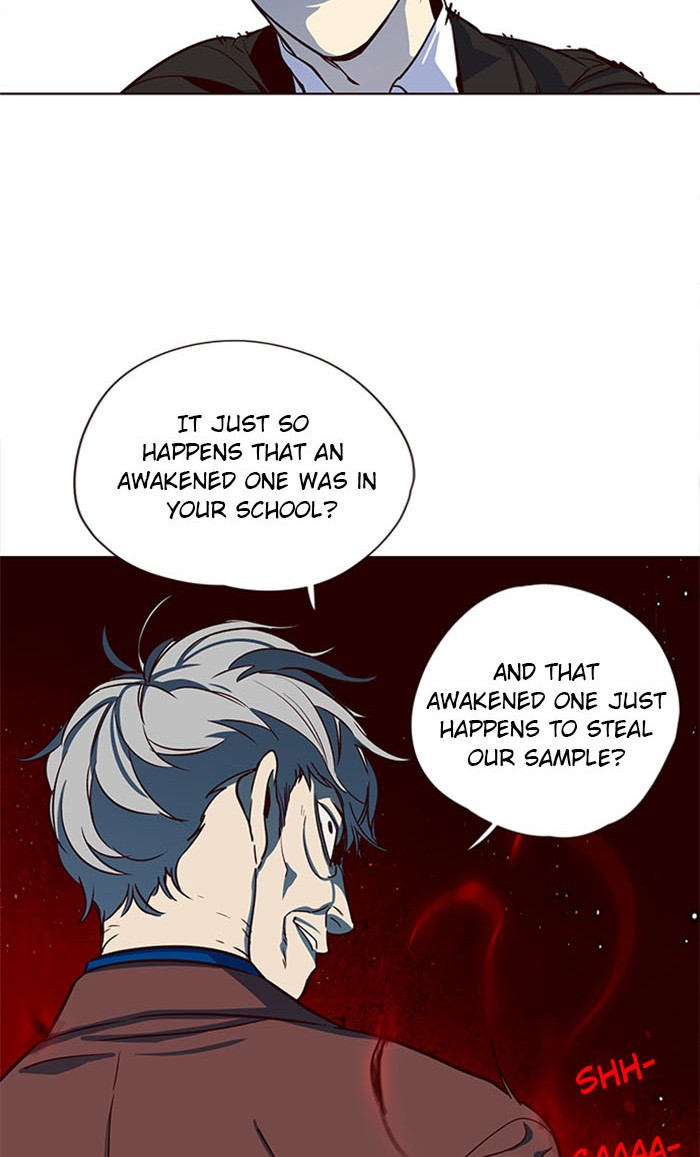 IT JUST SO
HAPPENS THAT AN
AWAKENED ONE WAS IN
YOUR SCHOOL?
AND THAT
AWAKENED ONE JUST
HAPPENS TO STEAL
OUR SAMPLE?
SHH-